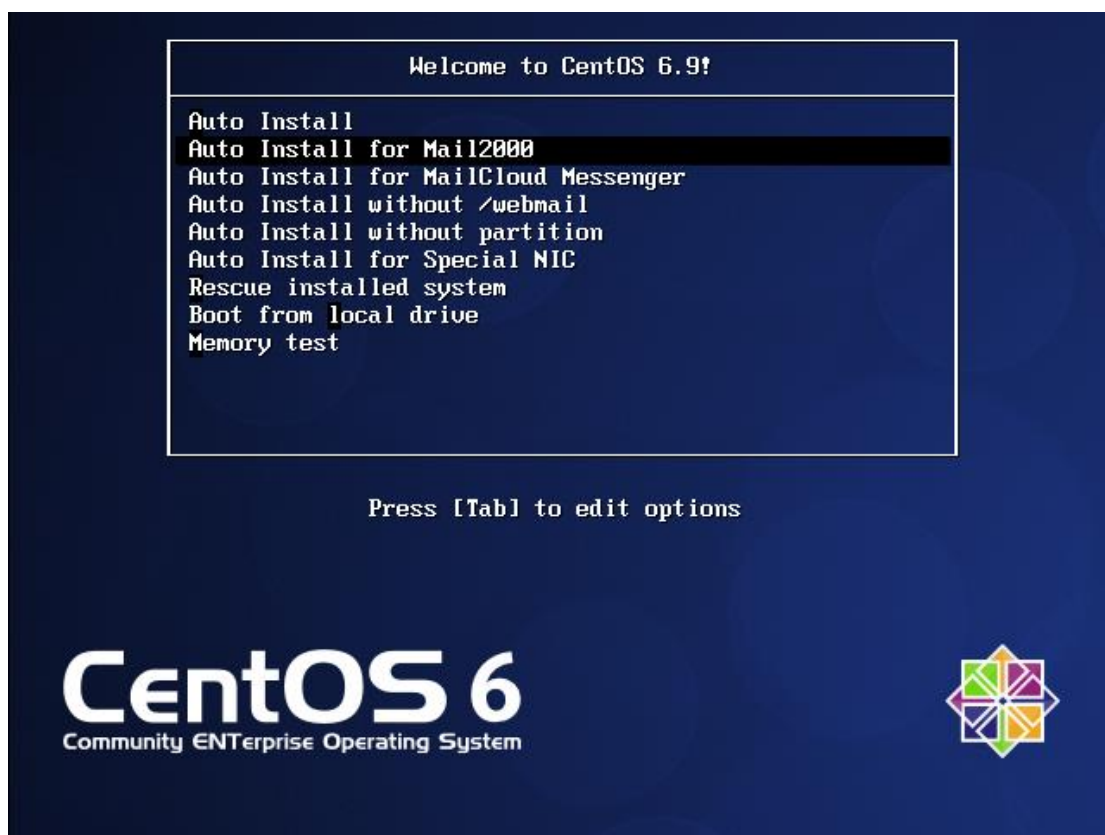 Welcome to CentOS 6.9!
Auto Install
Auto Install for Mail2000
Auto Install for MailCloud Messenger
Auto Install without /webmail
Auto Install without partition
Auto Install for Special NIC
Rescue installed system
Boot from local drive
Memory test
Press [Tab] to edit options
CentOS 6
Community ENTerprise Operating System